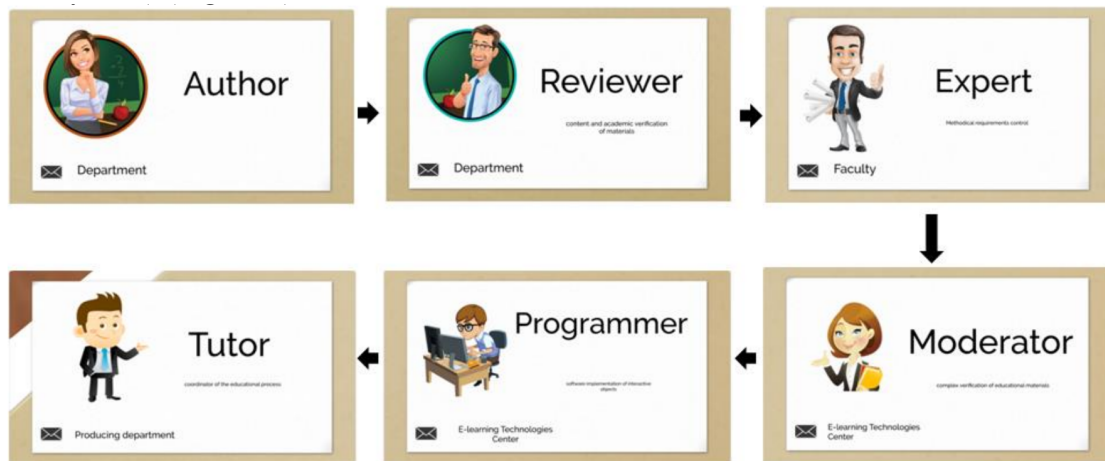 Author
Department
Reviewer
content and academic verification
of materials
Department
Expert
Methodical requirements control
Faculty
Moderator
complex verification of educational materials
E-learning Technologies
Center
Programmer
software implementation of interactive
objects
E-learning Technologies
Center
Tutor
coordinator of the educational process
Producing department